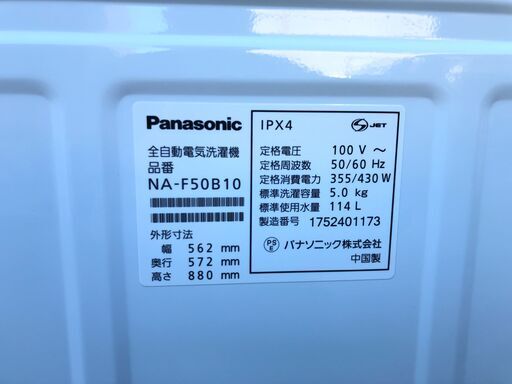 Panasonic
全自動電気洗濯機
品番
NA-F50B10
外形寸法
幅 562 mm
奥行 572 mm
高さ 880 mm
IPX4
S JET
定格電圧 100 V ～
定格周波数 50/60 Hz
定格消費電力 355/430 W
標準洗濯容量 5.0 kg
標準使用水量 114 L
製造番号 1752401173
PS E パナソニック株式会社
中国製